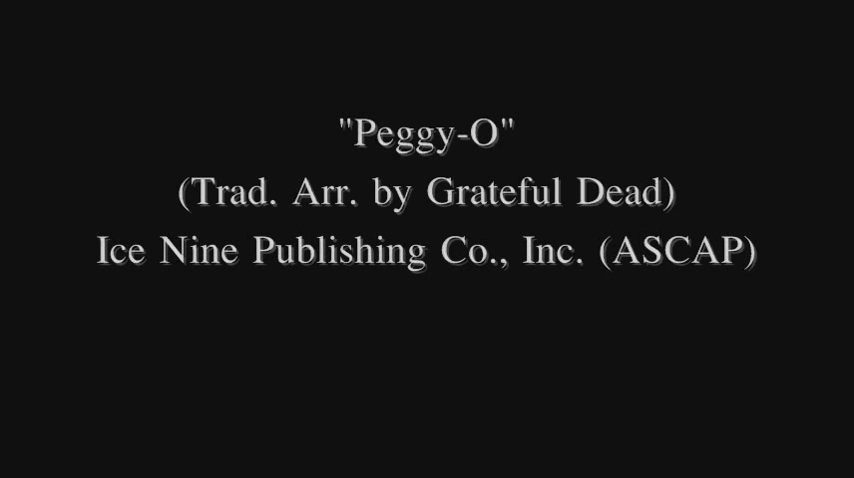 "Peggy-O"
(Trad. Arr. by Grateful Dead)
Ice Nine Publishing Co., Inc. (ASCAP)